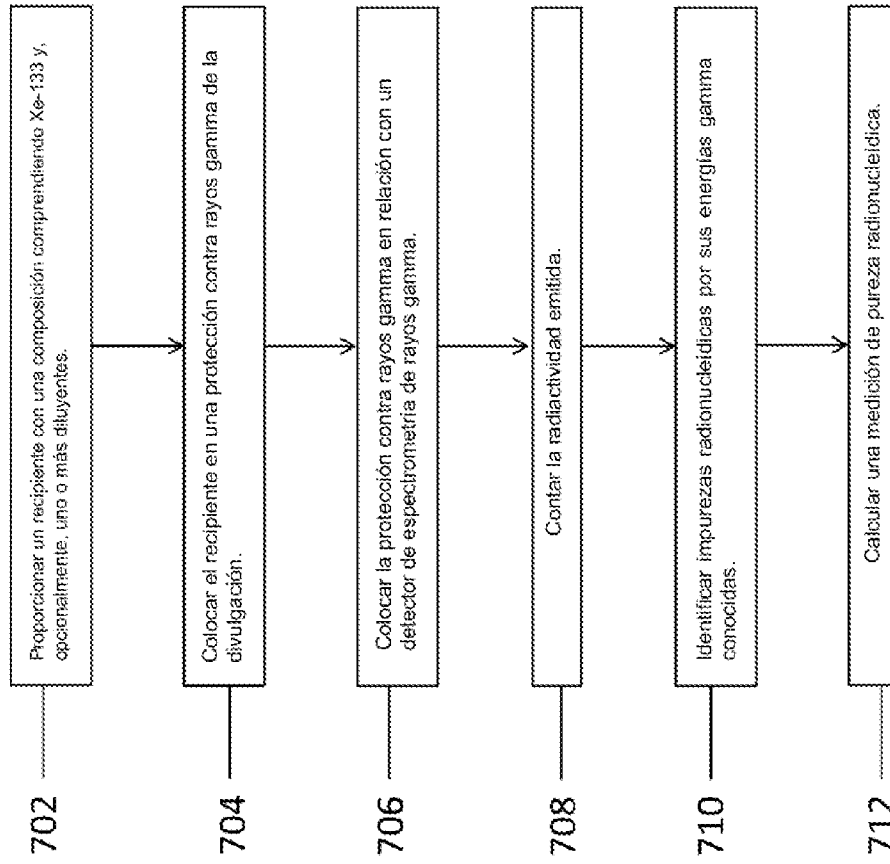 702
Proporcionar un recipiente con una composición comprendiendo Xe-133 y,
opcionalmente, uno o más diluyentes.
704
Colocar el recipiente en una protección contra rayos gamma de la
divulgación.
706
Colocar la protección contra rayos gamma en relación con un
detector de espectrometría de rayos gamma.
708
Contar la radiactividad emitida.
710
Identificar impurezas radionucleídicas por sus energías gamma
conocidas.
712
Calcular una medición de pureza radionucleídica.